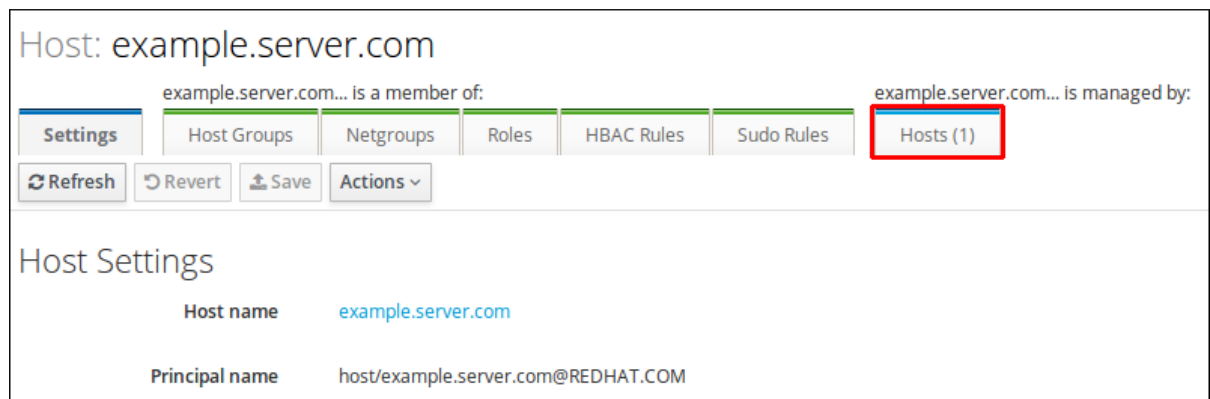 Host: example.server.com
example.server.com... is a member of: example.server.com... is managed by:
Settings Host Groups Netgroups Roles HBAC Rules Sudo Rules Hosts (1)
Refresh Revert Save Actions
Host Settings
Host name example.server.com
Principal name host/example.server.com@REDHAT.COM